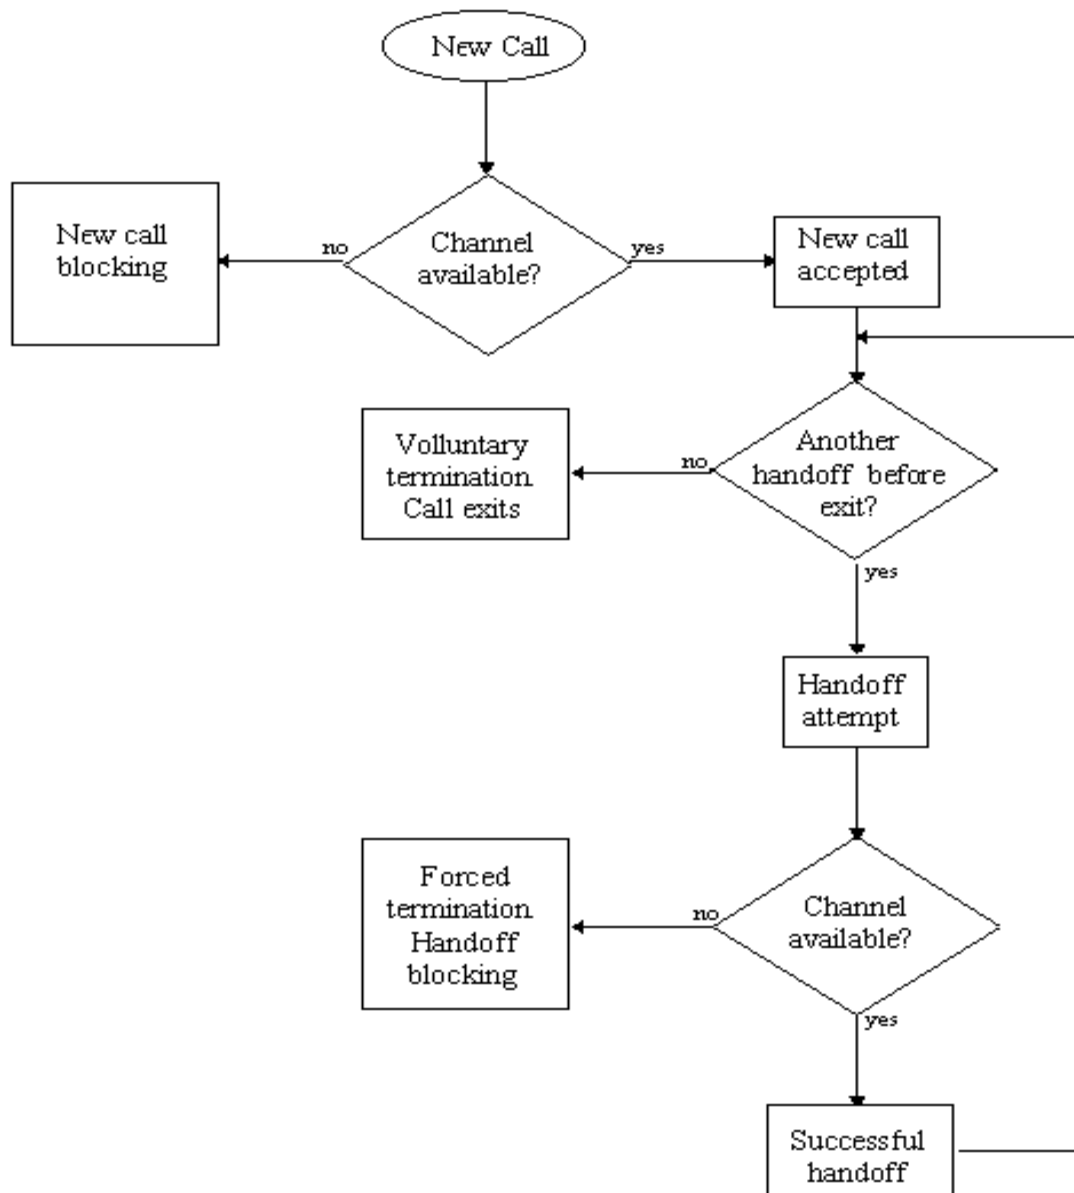 New Call
Channel
available?
no
yes
New call
blocking
New call
accepted
Another
handoff before
exit?
no
yes
Volluntary
termination
Call exits
Handoff
attempt
Channel
available?
no
yes
Forced
termination
Handoff
blocking
Successful
handoff